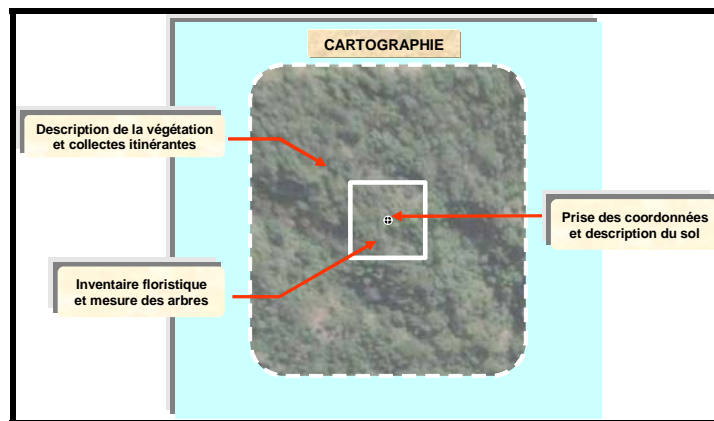 CARTOGRAPHIE
Description de la végétation
et collectes itinérantes
Prise des coordonnées
et description du sol
Inventaire floristique
et mesure des arbres